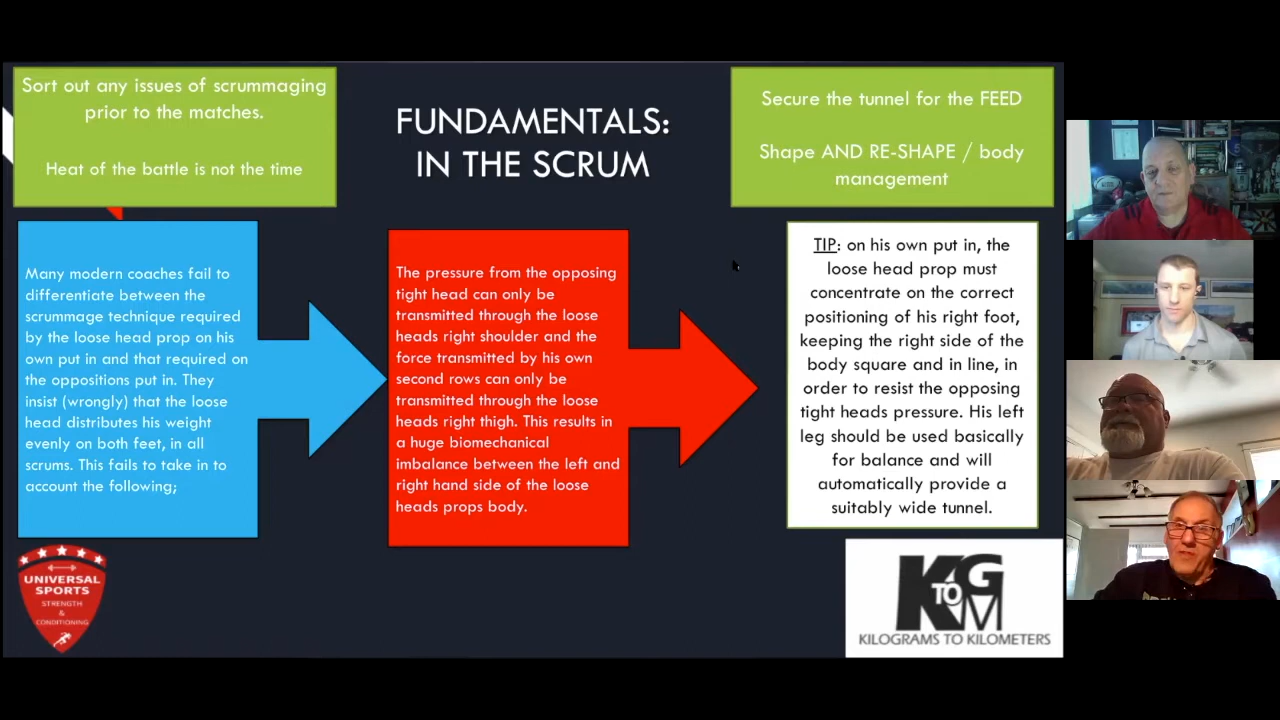 Sort out any issues of scrummaging
prior to the matches.
Heat of the battle is not the time
FUNDAMENTALS:
IN THE SCRUM
Secure the tunnel for the FEED
Shape AND RE-SHAPE / body
management
Many modern coaches fail to
differentiate between the
scrummage technique required
by the loose head prop on his
own put in and that required on
the oppositions put in. They
insist (wrongly) that the loose
head distributes his weight
evenly on both feet, in all
scrums. This fails to take in to
account the following;
The pressure from the opposing
tight head can only be
transmitted through the loose
heads right shoulder and the
force transmitted by his own
second rows can only be
transmitted through the loose
heads right thigh. This results in
a huge biomechanical
imbalance between the left and
right hand side of the loose
heads props body.
TIP: on his own put in, the
loose head prop must
concentrate on the correct
positioning of his right foot,
keeping the right side of the
body square and in line, in
order to resist the opposing
tight heads pressure. His left
leg should be used basically
for balance and will
automatically provide a
suitably wide tunnel.
UNIVERSAL
SPORTS
STRENGTH
&
CONDITIONING
K TO G M
KILOGRAMS TO KILOMETERS